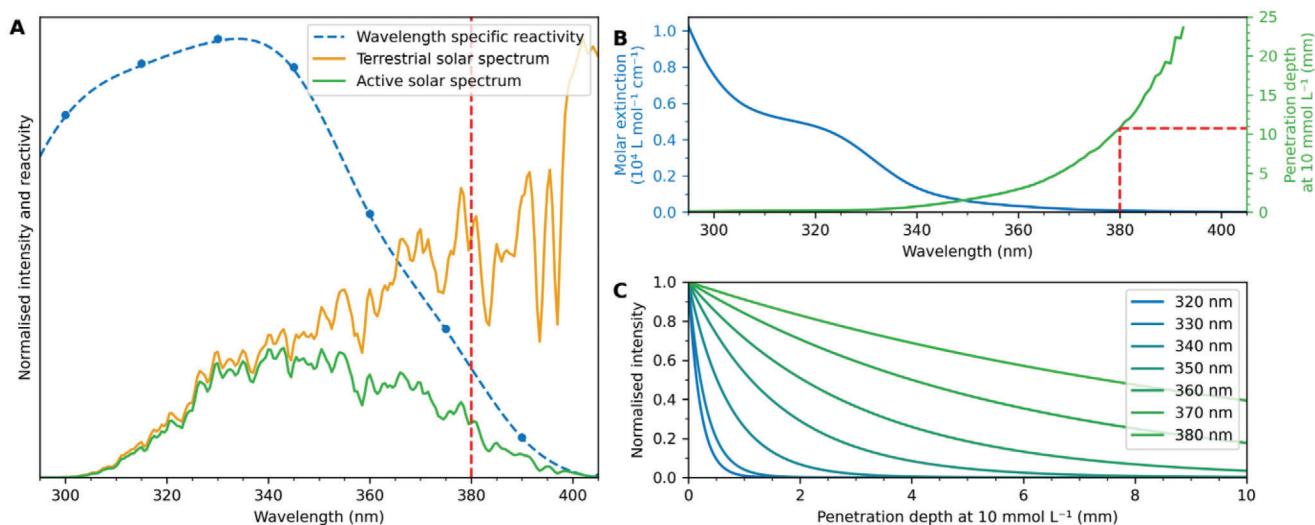 A
Normalised intensity and reactivity
Wavelength specific reactivity
Terrestrial solar spectrum
Active solar spectrum
300 320 340 360 380 400
Wavelength (nm)
B
Molar extinction
(10⁴ L mol⁻¹ cm⁻¹)
1.0
0.8
0.6
0.4
0.2
0.0
25
20
15
10
5
0
Penetration depth
at 10 mmol L⁻¹ (mm)
300 320 340 360 380 400
Wavelength (nm)
C
Normalised intensity
1.0
0.8
0.6
0.4
0.2
0.0
320 nm
330 nm
340 nm
350 nm
360 nm
370 nm
380 nm
0 2 4 6 8 10
Penetration depth at 10 mmol L⁻¹ (mm)